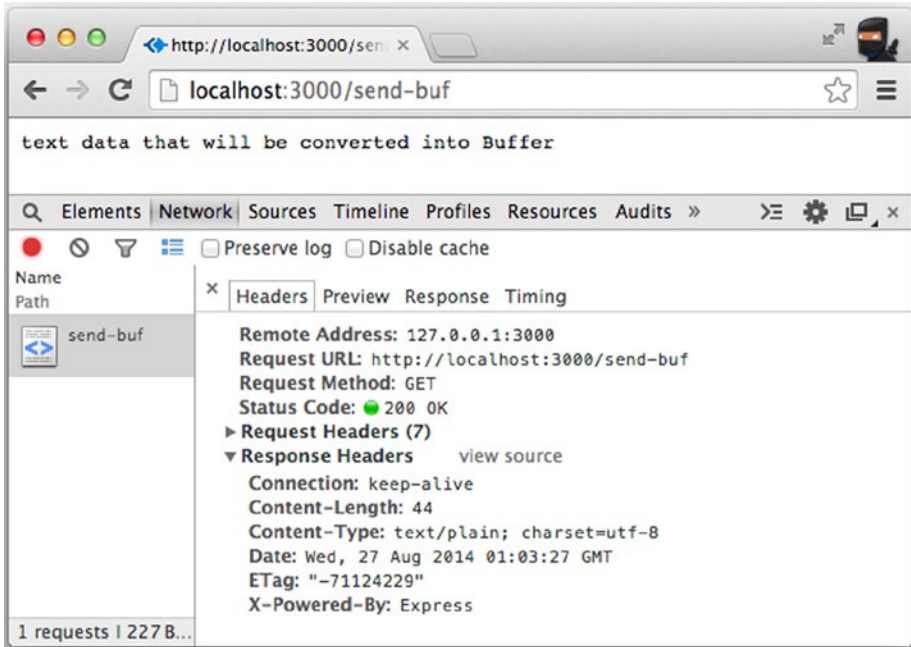 http://localhost:3000/sen
localhost:3000/send-buf
text data that will be converted into Buffer
Elements Network Sources Timeline Profiles Resources Audits »
Preserve log Disable cache
Name
Path
× Headers Preview Response Timing
send-buf
Remote Address: 127.0.0.1:3000
Request URL: http://localhost:3000/send-buf
Request Method: GET
Status Code: 200 OK
Request Headers (7)
Response Headers view source
Connection: keep-alive
Content-Length: 44
Content-Type: text/plain; charset=utf-8
Date: Wed, 27 Aug 2014 01:03:27 GMT
ETag: "-71124229"
X-Powered-By: Express
1 requests | 227 B...